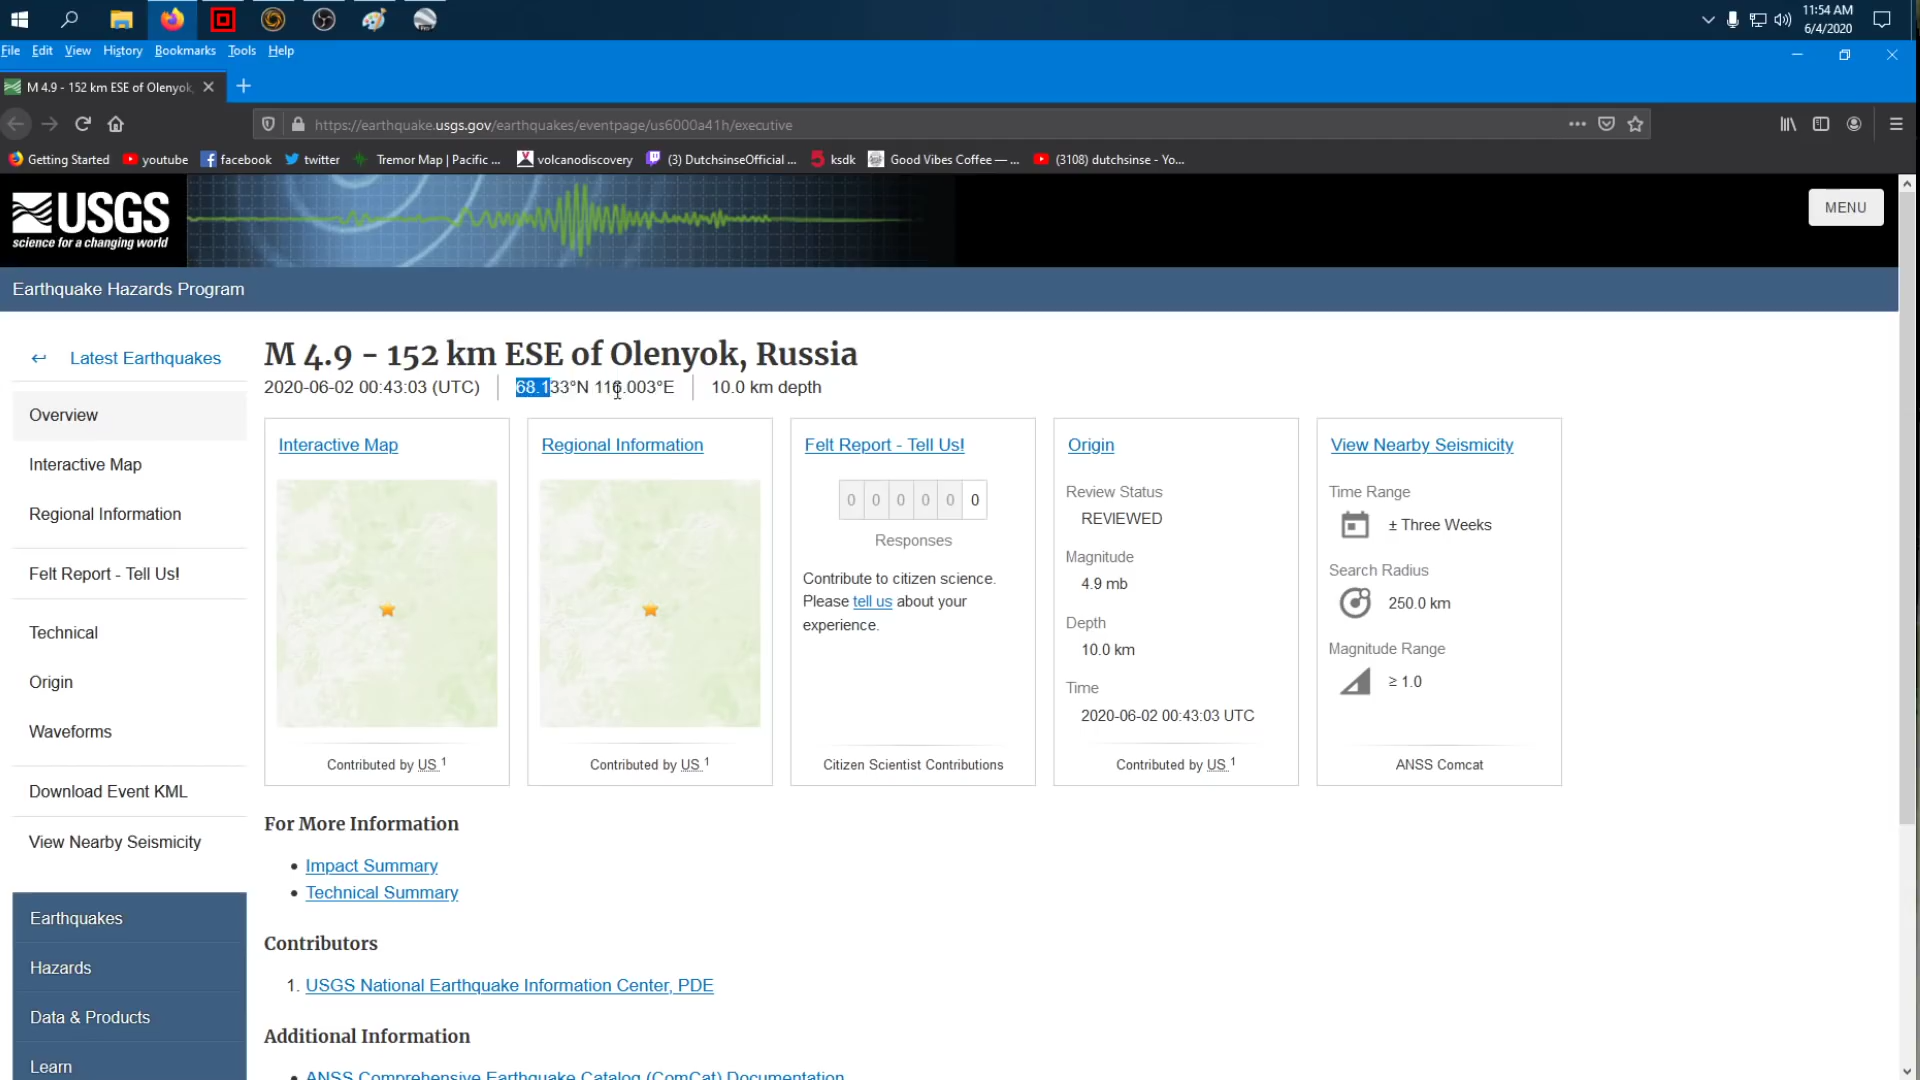 11:54 AM
6/4/2020
File Edit View History Bookmarks Tools Help
M 4.9 - 152 km ESE of Olenyok,
https://earthquake.usgs.gov/earthquakes/eventpage/us6000a41h/executive
Getting Started youtube facebook twitter Tremor Map | Pacific ... volcanodiscovery (3) DutchsinseOfficial ... ksdk Good Vibes Coffee — ... (3108) dutchsinse - Yo...
USGS
science for a changing world
MENU
Earthquake Hazards Program
Latest Earthquakes
Overview
Interactive Map
Regional Information
Felt Report - Tell Us!
Technical
Origin
Waveforms
Download Event KML
View Nearby Seismicity
Earthquakes
Hazards
Data & Products
Learn
M 4.9 - 152 km ESE of Olenyok, Russia
2020-06-02 00:43:03 (UTC) 68.133°N 116.003°E 10.0 km depth
Interactive Map
Contributed by US 1
Regional Information
Contributed by US 1
Felt Report - Tell Us!
0 0 0 0 0 0
Responses
Contribute to citizen science.
Please tell us about your
experience.
Citizen Scientist Contributions
Origin
Review Status
REVIEWED
Magnitude
4.9 mb
Depth
10.0 km
Time
2020-06-02 00:43:03 UTC
Contributed by US 1
View Nearby Seismicity
Time Range
± Three Weeks
Search Radius
250.0 km
Magnitude Range
≥ 1.0
ANSS Comcat
For More Information
• Impact Summary
• Technical Summary
Contributors
1. USGS National Earthquake Information Center, PDE
Additional Information
• ANSS Comprehensive Earthquake Catalog (ComCat) Documentation